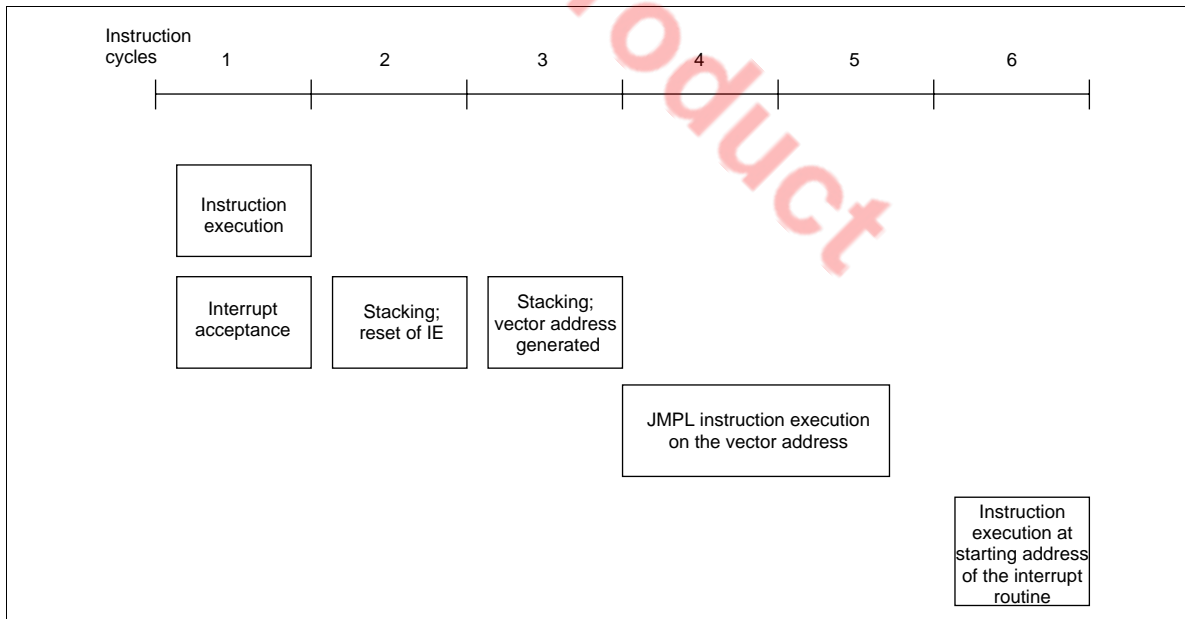 Instruction
cycles
1 2 3 4 5 6
Instruction
execution
Interrupt
acceptance
Stacking;
reset of IE
Stacking;
vector address
generated
JMPL instruction execution
on the vector address
Instruction
execution at
starting address
of the interrupt
routine
roduct